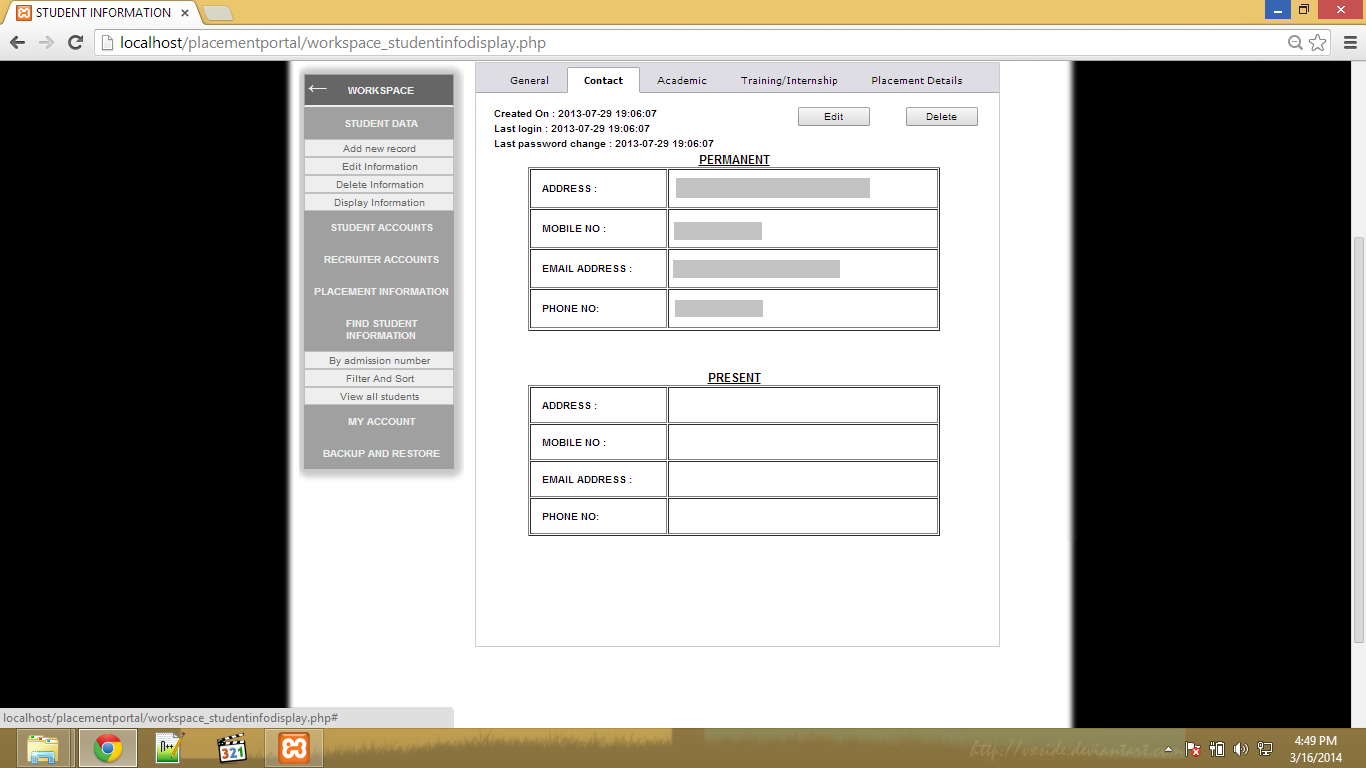 STUDENT INFORMATION
localhost/placementportal/workspace_studentinfodisplay.php
WORKSPACE
STUDENT DATA
Add new record
Edit Information
Delete Information
Display Information
STUDENT ACCOUNTS
RECRUITER ACCOUNTS
PLACEMENT INFORMATION
FIND STUDENT
INFORMATION
By admission number
Filter And Sort
View all students
MY ACCOUNT
BACKUP AND RESTORE
General Contact Academic Training/Internship Placement Details
Created On : 2013-07-29 19:06:07
Last login : 2013-07-29 19:06:07
Last password change : 2013-07-29 19:06:07
Edit Delete
PERMANENT
ADDRESS :
MOBILE NO :
EMAIL ADDRESS :
PHONE NO:
PRESENT
ADDRESS :
MOBILE NO :
EMAIL ADDRESS :
PHONE NO:
localhost/placementportal/workspace_studentinfodisplay.php#
321
http://veside.deviantart.com
4:49 PM
3/16/2014